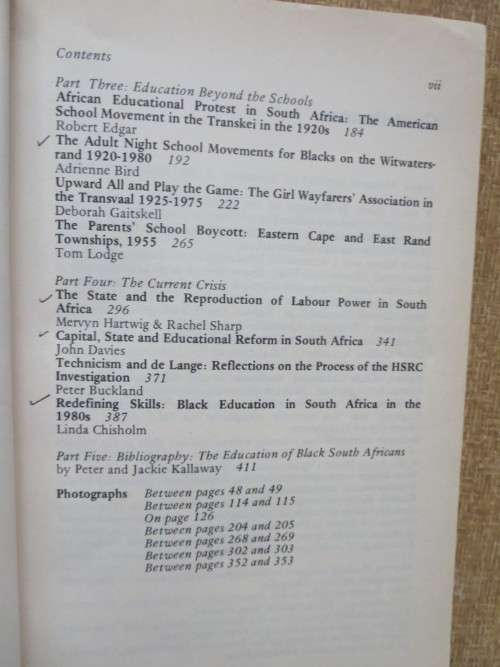 Contents
vii
Part Three: Education Beyond the Schools
African Educational Protest in South Africa: The American
School Movement in the Transkei in the 1920s 184
Robert Edgar
The Adult Night School Movements for Blacks on the Witwaters-
rand 1920-1980 192
Adrienne Bird
Upward All and Play the Game: The Girl Wayfarers' Association in
the Transvaal 1925-1975 222
Deborah Gaitskell
The Parents' School Boycott: Eastern Cape and East Rand
Townships, 1955 265
Tom Lodge
Part Four: The Current Crisis
The State and the Reproduction of Labour Power in South
Africa 296
Mervyn Hartwig & Rachel Sharp
Capital, State and Educational Reform in South Africa 341
John Davies
Technicism and de Lange: Reflections on the Process of the HSRC
Investigation 371
Peter Buckland
Redefining Skills: Black Education in South Africa in the
1980s 387
Linda Chisholm
Part Five: Bibliography: The Education of Black South Africans
by Peter and Jackie Kallaway 411
Photographs Between pages 48 and 49
Between pages 114 and 115
On page 126
Between pages 204 and 205
Between pages 268 and 269
Between pages 302 and 303
Between pages 352 and 353